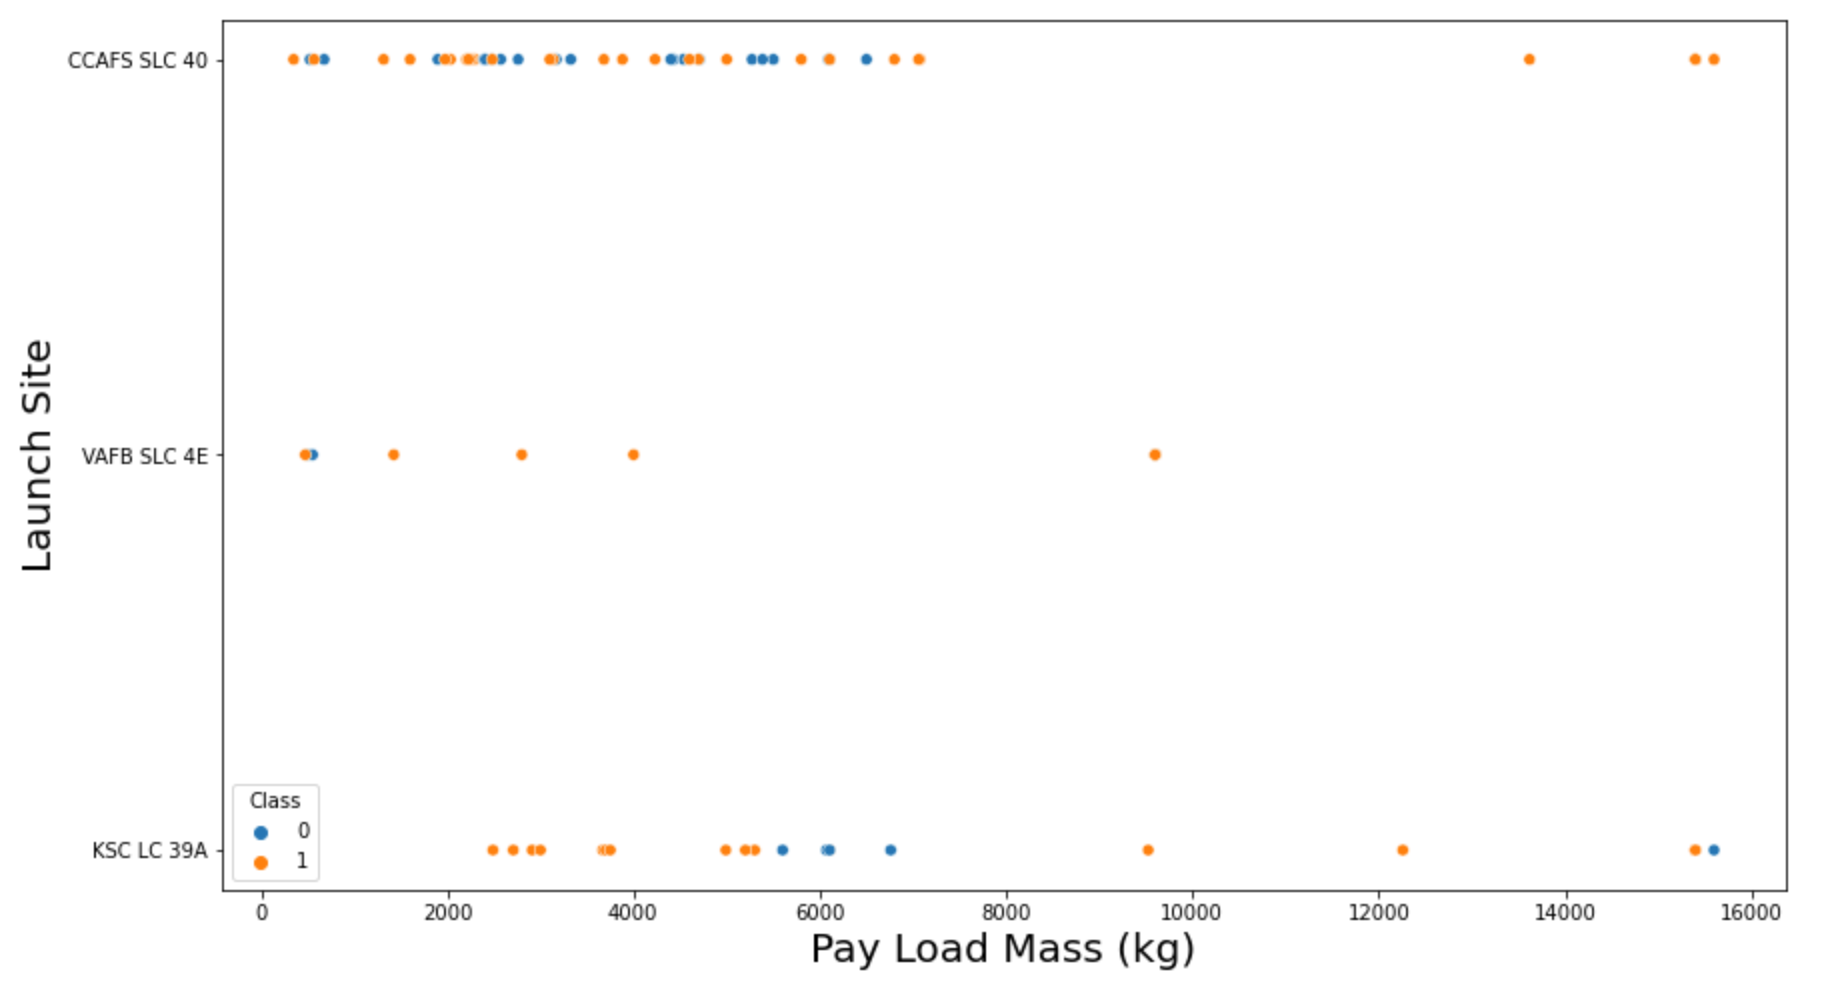 CCAFS SLC 40
VAFB SLC 4E
KSC LC 39A
Launch Site
Class
0
1
0 2000 4000 6000 8000 10000 12000 14000 16000
Pay Load Mass (kg)